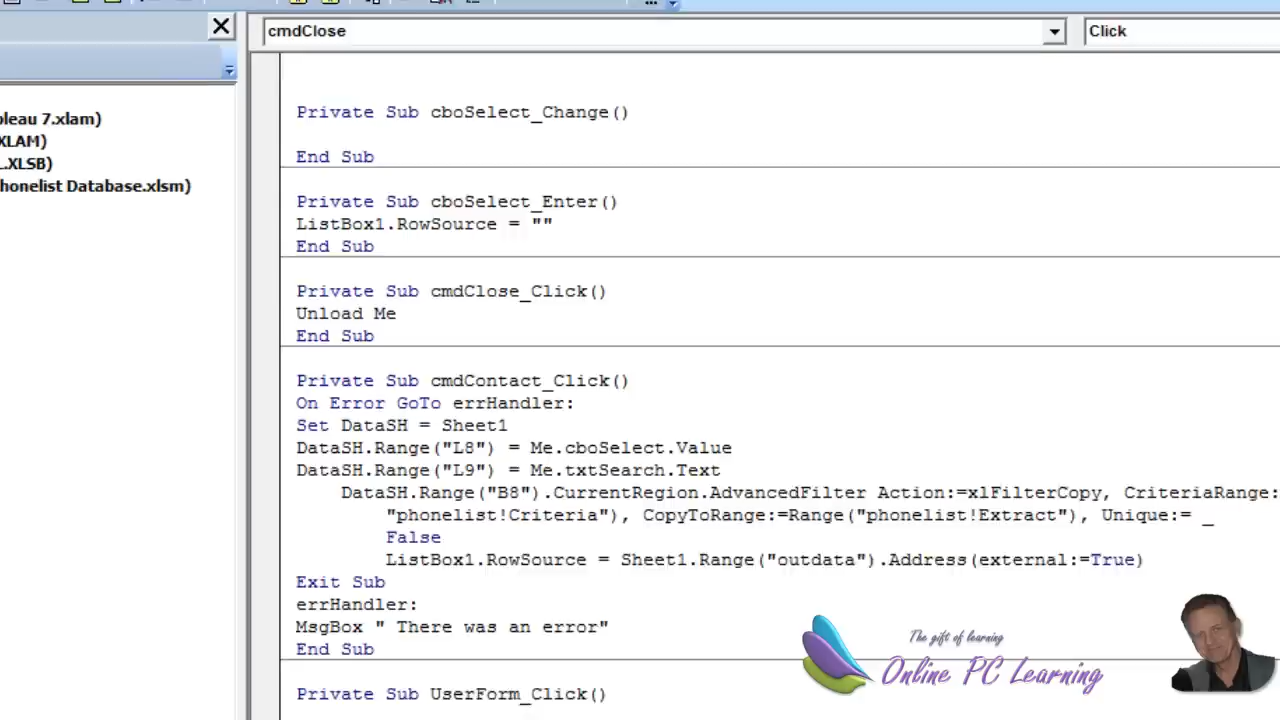 cmdClose
Click
bleau 7.xlam)
XLAM)
L.XLSB)
honelist Database.xlsm)
Private Sub cboSelect_Change()
End Sub
Private Sub cboSelect_Enter()
ListBox1.RowSource = ""
End Sub
Private Sub cmdClose_Click()
Unload Me
End Sub
Private Sub cmdContact_Click()
On Error GoTo errHandler:
Set DataSH = Sheet1
DataSH.Range("L8") = Me.cboSelect.Value
DataSH.Range("L9") = Me.txtSearch.Text
DataSH.Range("B8").CurrentRegion.AdvancedFilter Action:=xlFilterCopy, CriteriaRange:
"phonelist!Criteria"), CopyToRange:=Range("phonelist!Extract"), Unique:= _
False
ListBox1.RowSource = Sheet1.Range("outdata").Address(external:=True)
Exit Sub
errHandler:
MsgBox " There was an error"
End Sub
Private Sub UserForm_Click()
The gift of learning
Online PC Learning